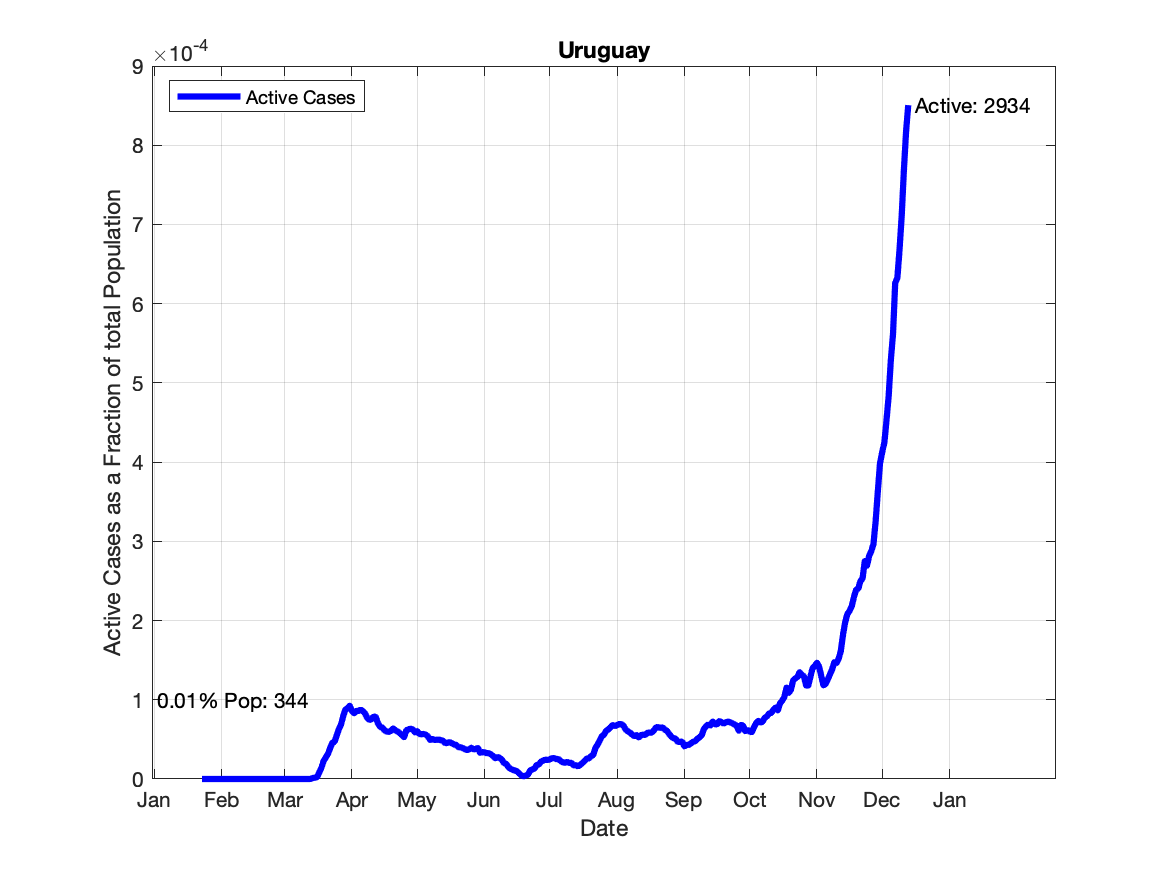 Uruguay
×10-4
9
8
7
6
5
4
3
2
1
0
Active Cases as a Fraction of total Population
Active Cases
Active: 2934
0.01% Pop: 344
Jan Feb Mar Apr May Jun Jul Aug Sep Oct Nov Dec Jan
Date